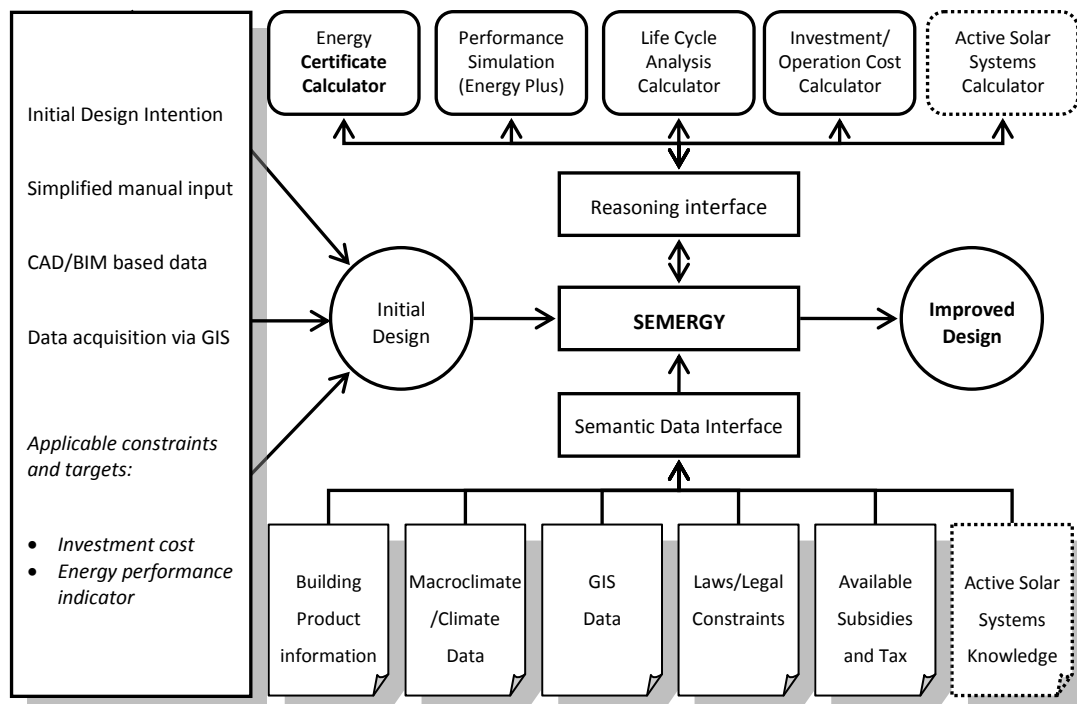 Initial Design Intention
Simplified manual input
CAD/BIM based data
Data acquisition via GIS
Applicable constraints
and targets:
• Investment cost
• Energy performance
indicator
Energy
Certificate
Calculator
Performance
Simulation
(Energy Plus)
Life Cycle
Analysis
Calculator
Investment/
Operation Cost
Calculator
Active Solar
Systems
Calculator
Reasoning interface
Initial
Design
SEMERGY
Improved
Design
Semantic Data Interface
Building
Product
information
Macroclimate
/Climate
Data
GIS
Data
Laws/Legal
Constraints
Available
Subsidies
and Tax
Active Solar
Systems
Knowledge